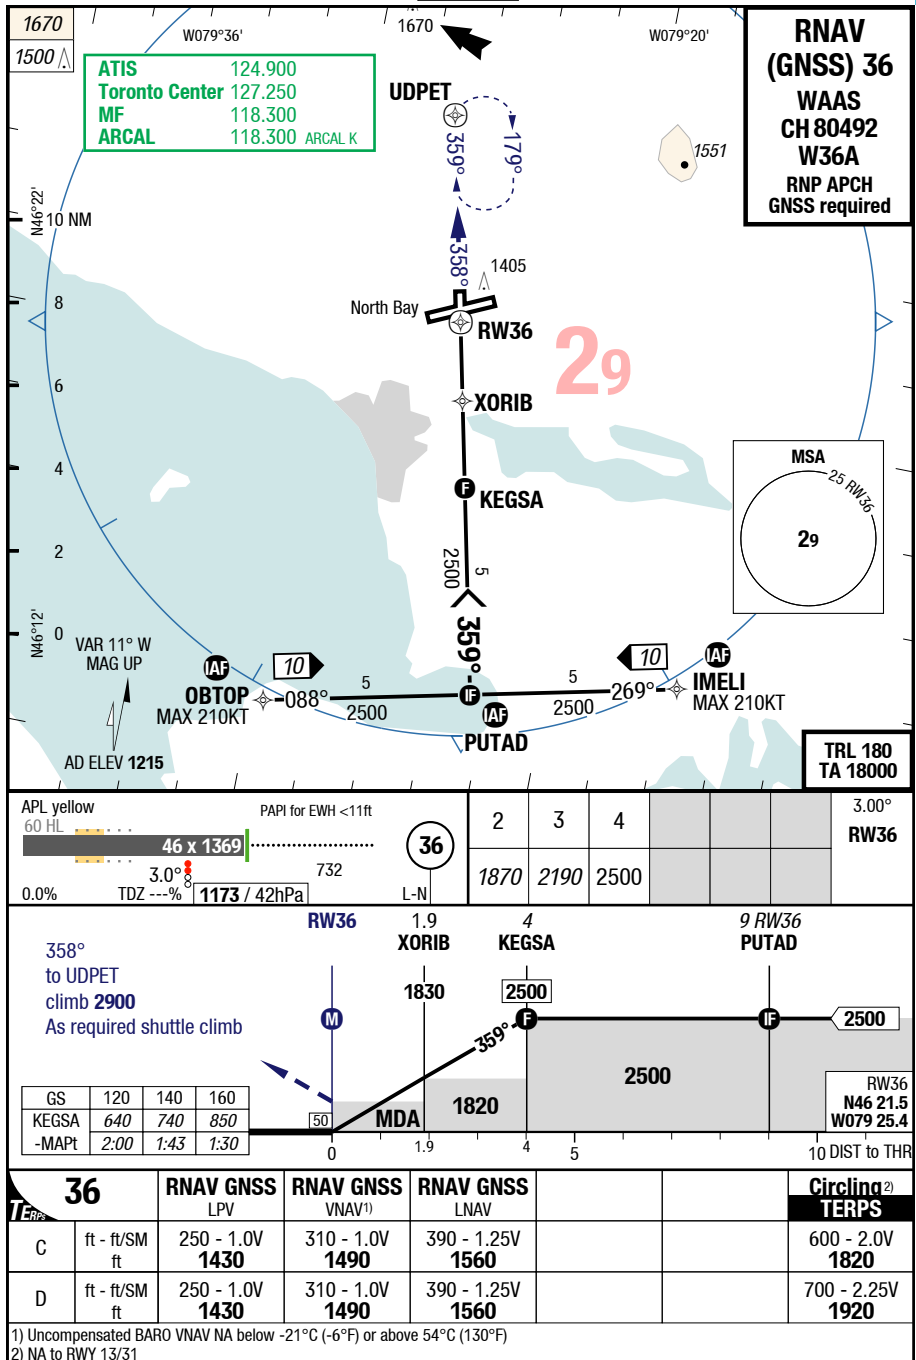 1670
1500
W079°36'
1670
W079°20'
RNAV
(GNSS) 36
WAAS
CH 80492
W36A
RNP APCH
GNSS required
ATIS 124.900
Toronto Center 127.250
MF 118.300
ARCAL 118.300 ARCAL K
UDPET
359°
179°
1551
N46°22'
10 NM
358°
1405
8
North Bay
RW36
29
6
XORIB
4
KEGSA
MSA
25 RW36
29
2
2500
5
N46°12'
0
VAR 11° W
MAG UP
359°
IAF
10
10
IAF
OBTOP
MAX 210KT
088°
5
2500
IF
5
2500
269°
IMELI
MAX 210KT
IAF
PUTAD
AD ELEV 1215
TRL 180
TA 18000
F
APL yellow
60 HL
PAPI for EWH <11ft
46 x 1369
36
732
3.0°
0.0%
TDZ ---%
1173 / 42hPa
L-N
2 3 4
1870 2190 2500
3.00°
RW36
RW36
1.9
XORIB
4
KEGSA
9 RW36
PUTAD
358°
to UDPET
climb 2900
As required shuttle climb
1830
2500
M
F
IF
2500
359°
2500
1820
MDA
50
RW36
N46 21.5
W079 25.4
GS 120 140 160
KEGSA 640 740 850
-MAPt 2:00 1:43 1:30
0 1.9 4 5 10 DIST to THR
TERPS
36
RNAV GNSS LPV
RNAV GNSS VNAV1)
RNAV GNSS LNAV
Circling2)
TERPS
C ft - ft/SM 250 - 1.0V 310 - 1.0V 390 - 1.25V 600 - 2.0V
ft 1430 1490 1560 1820
D ft - ft/SM 250 - 1.0V 310 - 1.0V 390 - 1.25V 700 - 2.25V
ft 1430 1490 1560 1920
1) Uncompensated BARO VNAV NA below -21°C (-6°F) or above 54°C (130°F)
2) NA to RWY 13/31